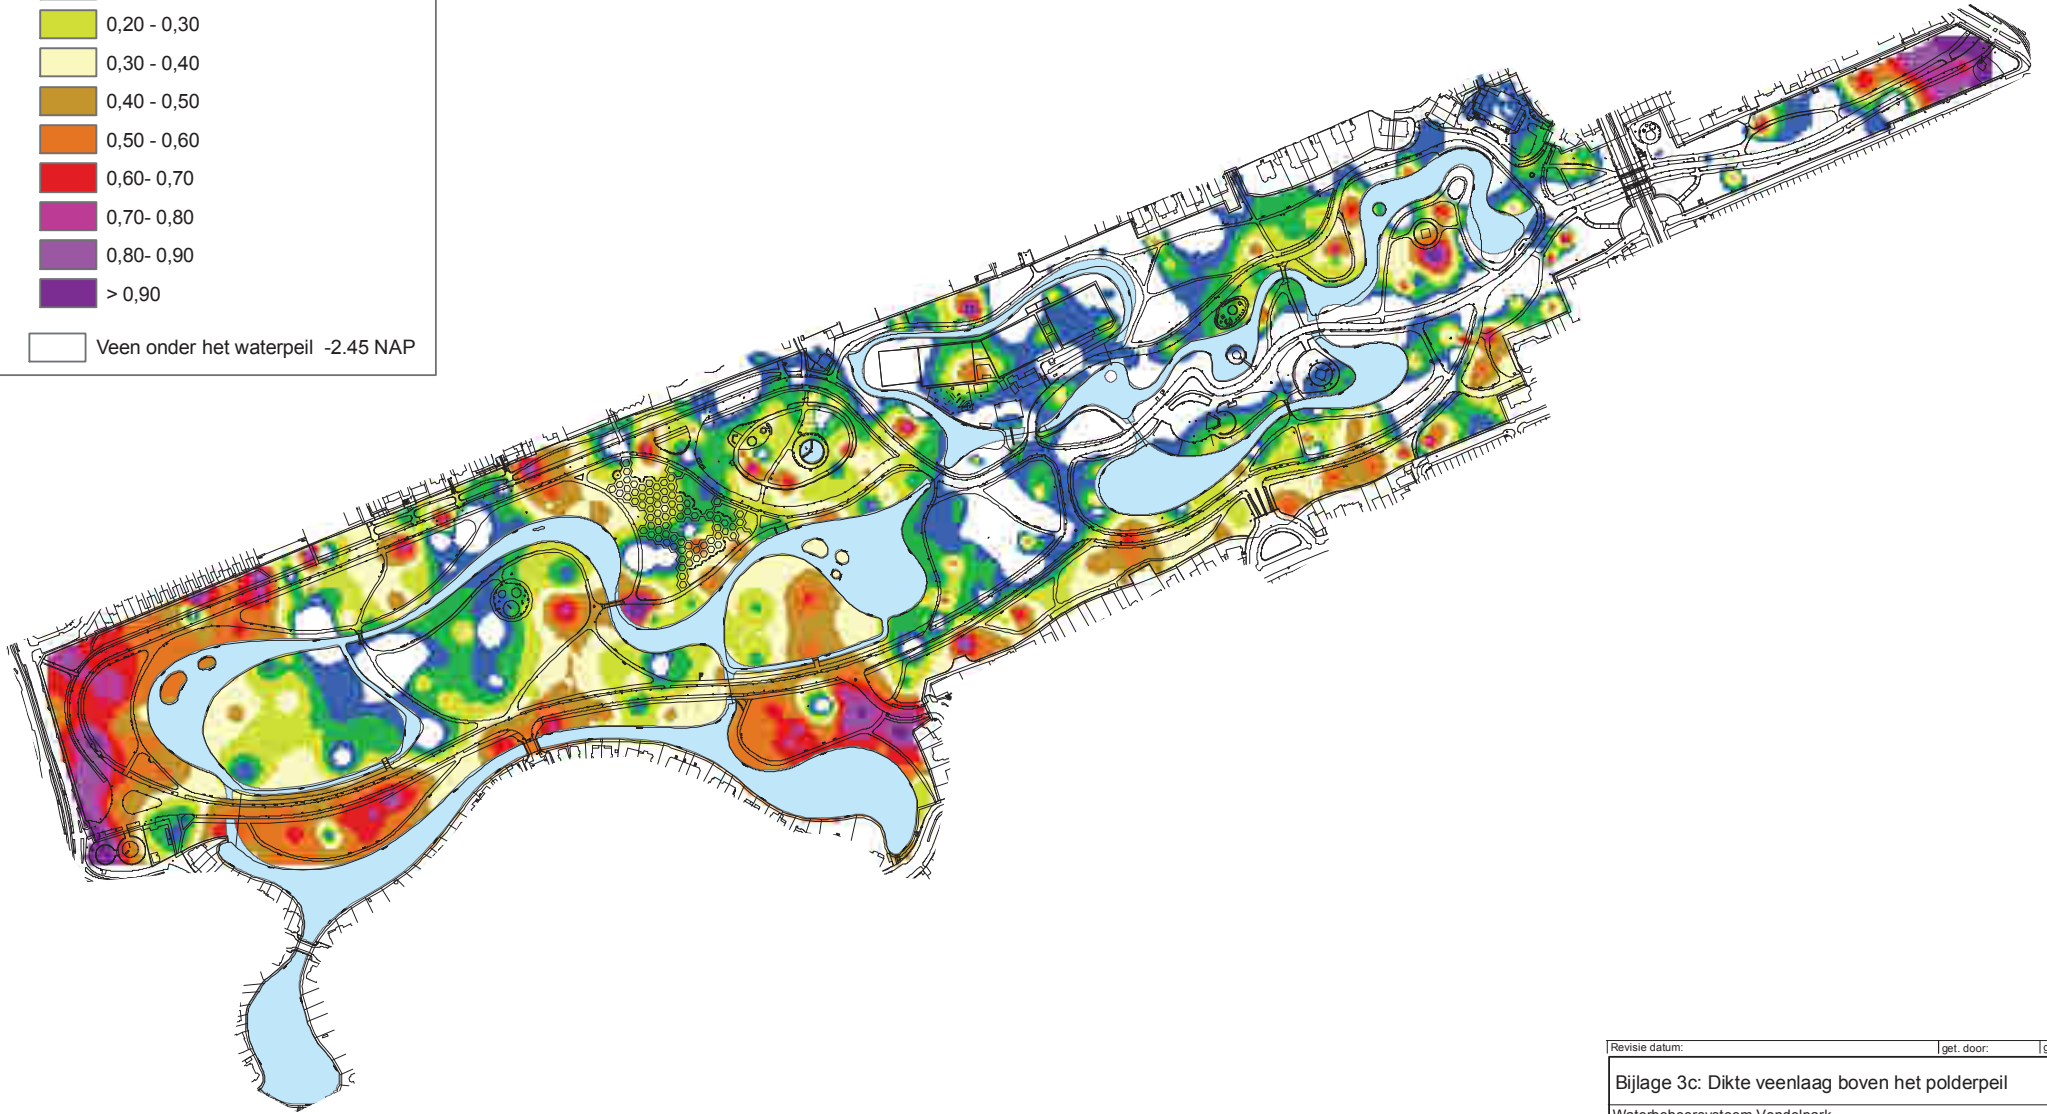 0,20 - 0,30
0,30 - 0,40
0,40 - 0,50
0,50 - 0,60
0,60- 0,70
0,70- 0,80
0,80- 0,90
> 0,90
Veen onder het waterpeil -2.45 NAP
Revisie datum:
get. door:
Bijlage 3c: Dikte veenlaag boven het polderpeil
Waterbeheersysteem Vondelpark